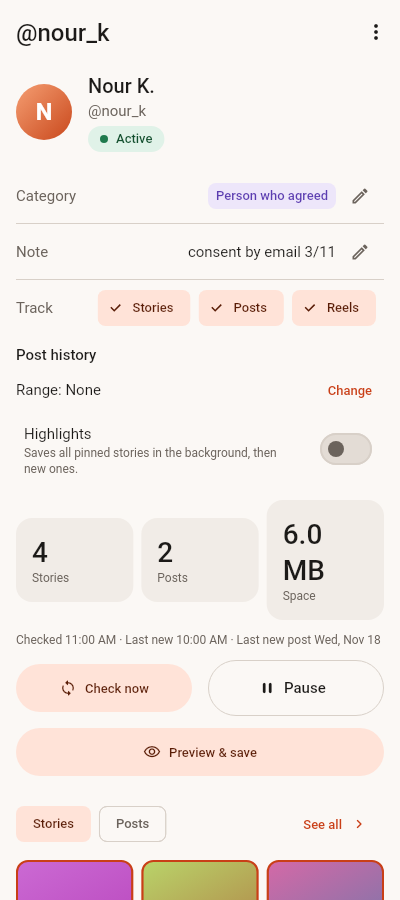 @nour_k
N
Nour K.
@nour_k
Active
Category
Person who agreed
Note
consent by email 3/11
Track
Stories
Posts
Reels
Post history
Range: None
Change
Highlights
Saves all pinned stories in the background, then
new ones.
4
Stories
2
Posts
6.0
MB
Space
Checked 11:00 AM · Last new 10:00 AM · Last new post Wed, Nov 18
Check now
Pause
Preview & save
Stories
Posts
See all